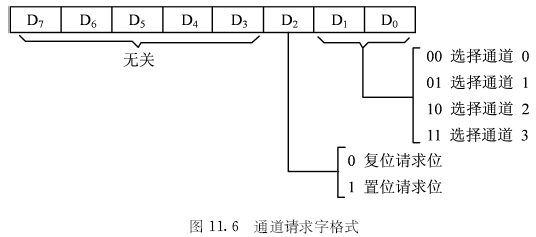 D7 D6 D5 D4 D3 D2 D1 D0
无关
00 选择通道 0
01 选择通道 1
10 选择通道 2
11 选择通道 3
0 复位请求位
1 置位请求位
图 11.6 通道请求字格式